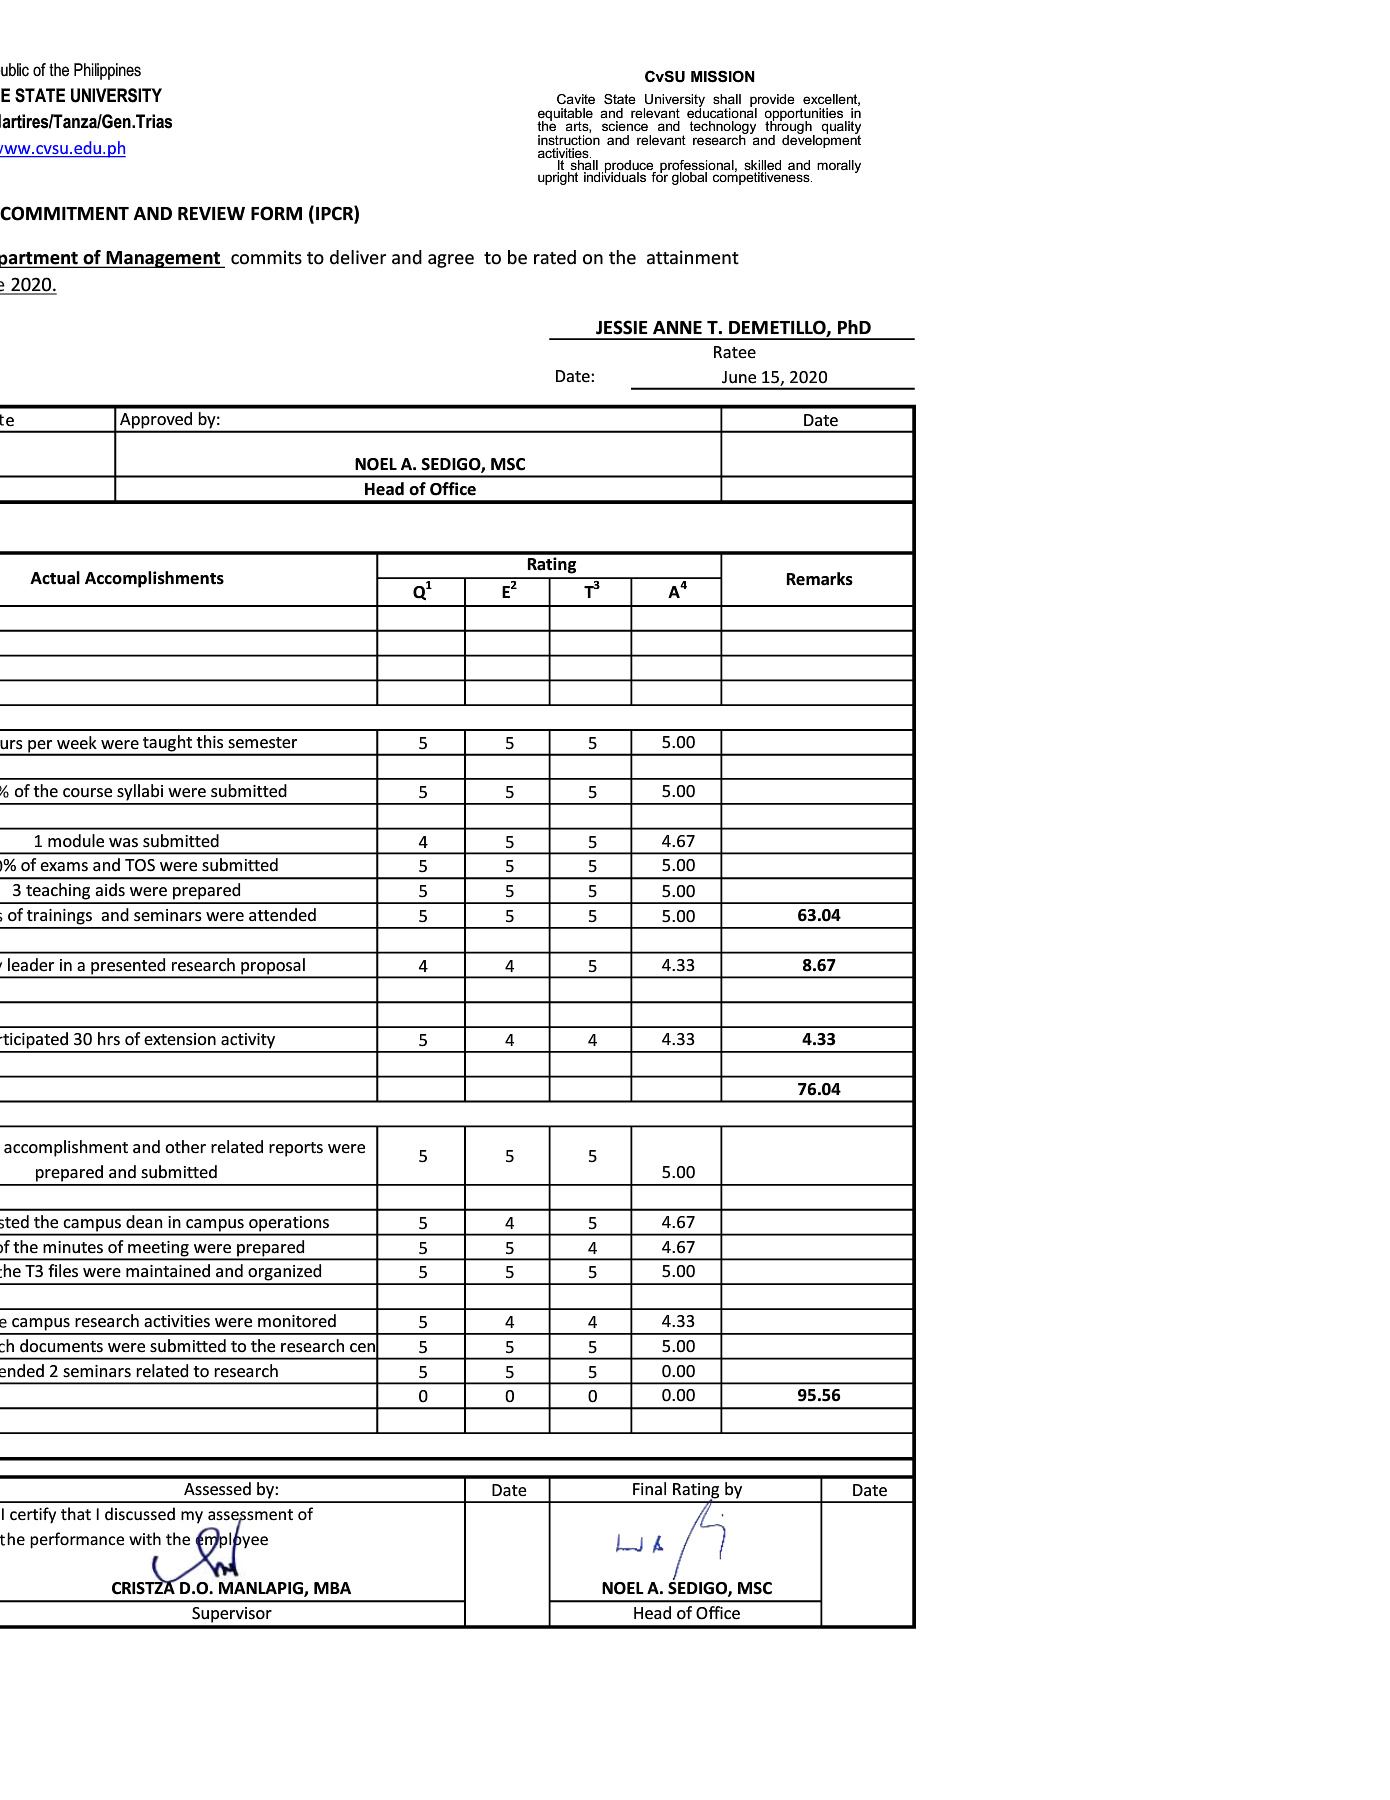 ublic of the Philippines
E STATE UNIVERSITY
artires/Tanza/Gen.Trias
www.cvsu.edu.ph
CvSU MISSION
Cavite State University shall provide excellent,
equitable and relevant educational opportunities in
the arts, science and technology through quality
instruction and relevant research and development
activities.
It shall produce professional, skilled and morally
upright individuals for global competitiveness.
COMMITMENT AND REVIEW FORM (IPCR)
partment of Management commits to deliver and agree to be rated on the attainment
e 2020.
JESSIE ANNE T. DEMETILLO, PhD
Ratee
Date: June 15, 2020
te Approved by: Date
NOEL A. SEDIGO, MSC
Head of Office
Actual Accomplishments Rating Remarks
Q1 E2 T3 A4
urs per week were taught this semester 5 5 5 5.00
% of the course syllabi were submitted 5 5 5 5.00
1 module was submitted 4 5 5 4.67
0% of exams and TOS were submitted 5 5 5 5.00
3 teaching aids were prepared 5 5 5 5.00
s of trainings and seminars were attended 5 5 5 5.00 63.04
y leader in a presented research proposal 4 4 5 4.33 8.67
rticipated 30 hrs of extension activity 5 4 4 4.33 4.33
76.04
accomplishment and other related reports were
prepared and submitted 5 5 5 5.00
sted the campus dean in campus operations 5 4 5 4.67
of the minutes of meeting were prepared 5 5 4 4.67
the T3 files were maintained and organized 5 5 5 5.00
e campus research activities were monitored 5 4 4 4.33
ch documents were submitted to the research cen 5 5 5 5.00
ended 2 seminars related to research 5 5 5 0.00
0 0 0 0.00 95.56
Assessed by: Date Final Rating by Date
I certify that I discussed my assessment of
the performance with the employee
CRISTZA D.O. MANLAPIG, MBA NOEL A. SEDIGO, MSC
Supervisor Head of Office